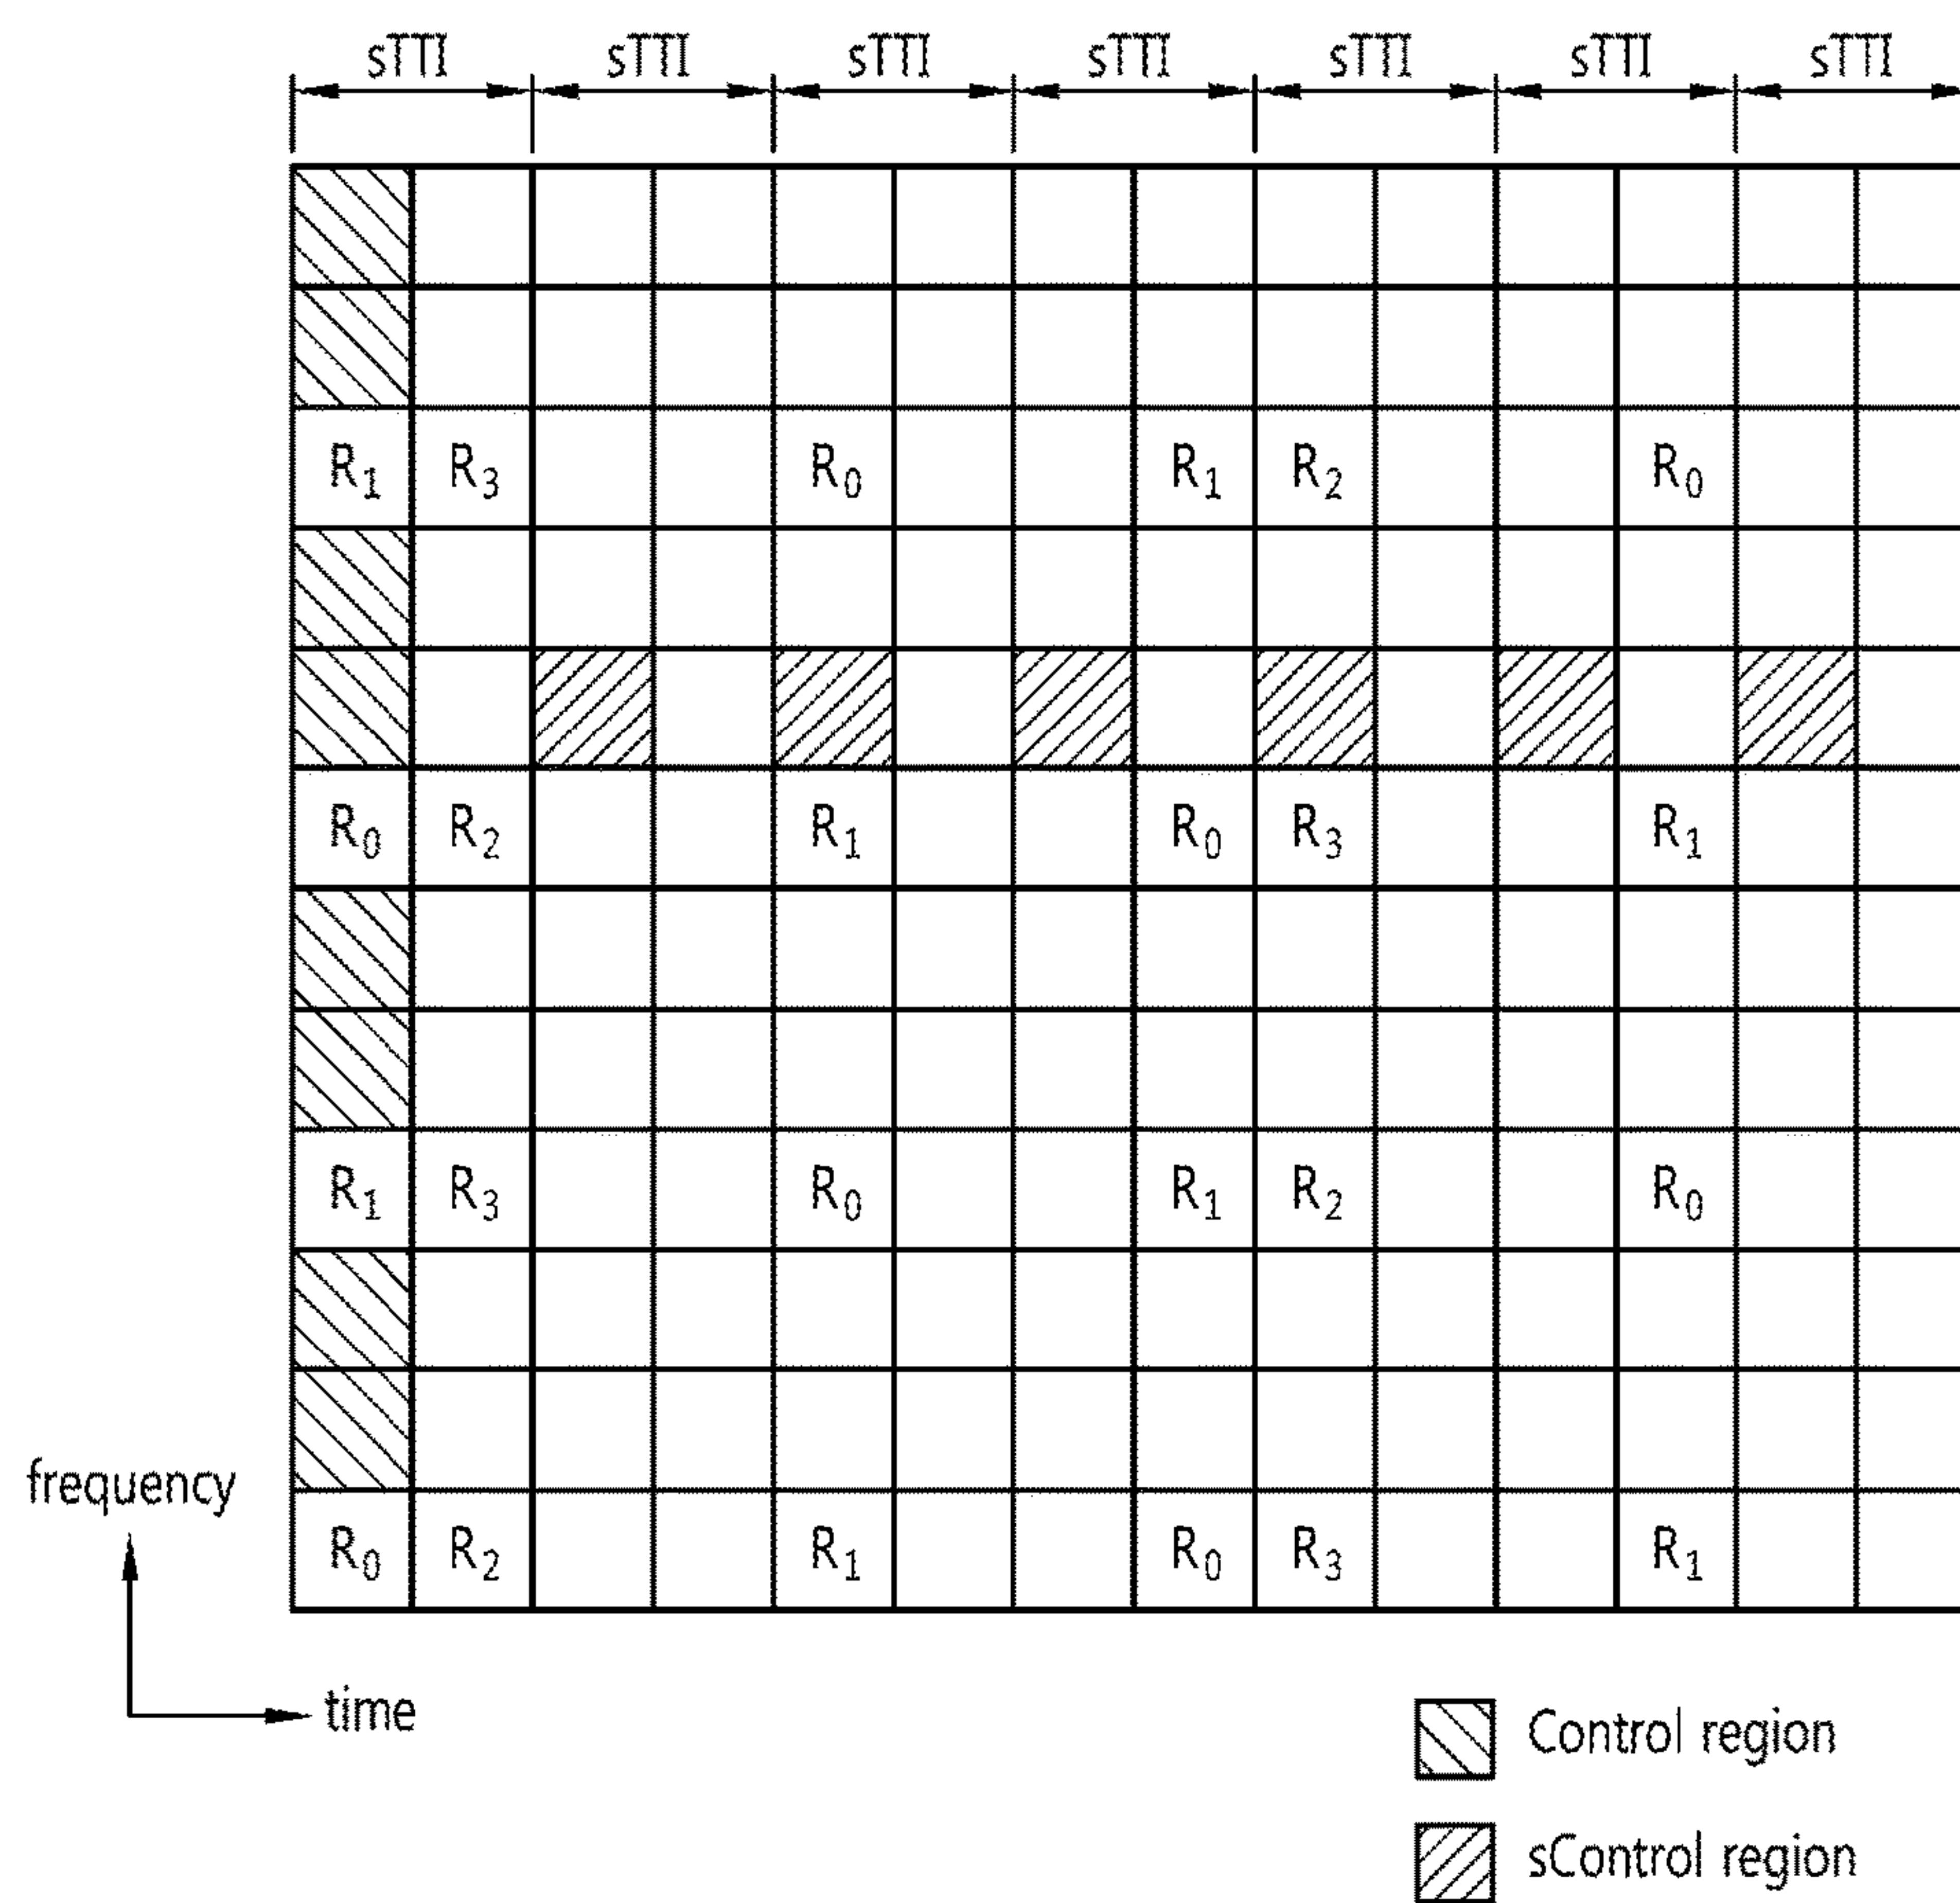 sTTI sTTI sTTI sTTI sTTI sTTI sTTI
R1 R3 R0 R1 R2 R0
R0 R2 R1 R0 R3 R1
R1 R3 R0 R1 R2 R0
frequency
R0 R2 R1 R0 R3 R1
time
Control region
sControl region